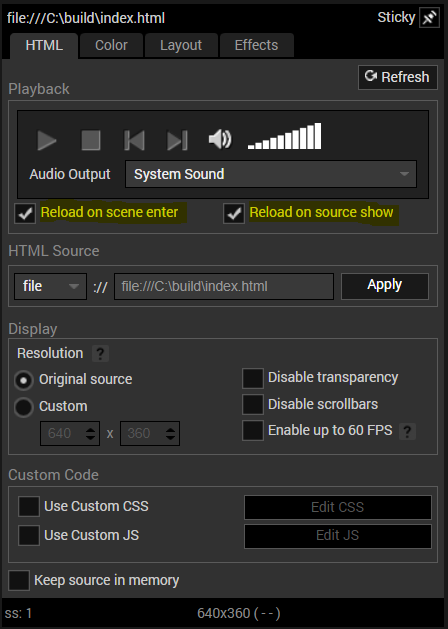 file:///C:\build\index.html Sticky
HTML Color Layout Effects
Refresh
Playback
Audio Output System Sound
Reload on scene enter Reload on source show
HTML Source
file :// file:///C:\build\index.html Apply
Display
Resolution ?
Original source Disable transparency
Custom Disable scrollbars
640 x 360 Enable up to 60 FPS ?
Custom Code
Use Custom CSS Edit CSS
Use Custom JS Edit JS
Keep source in memory
ss: 1 640x360 ( - - )